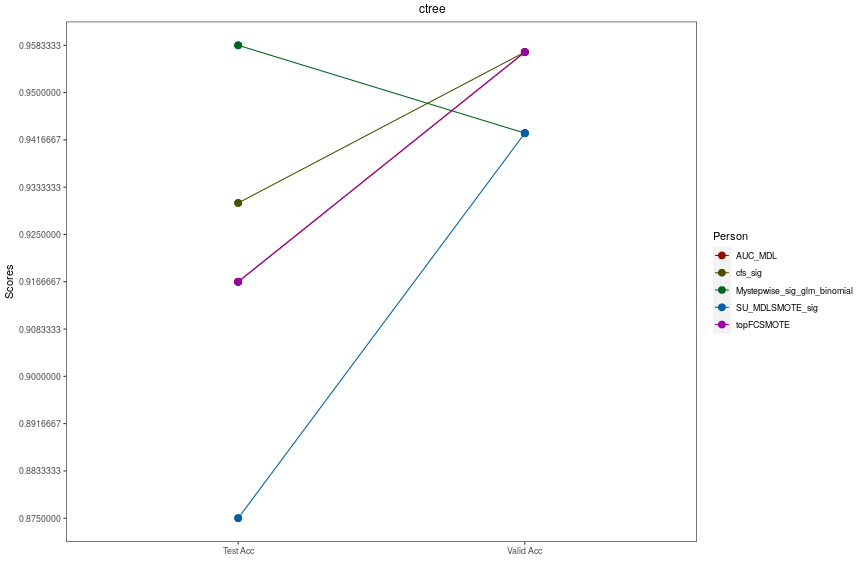 ctree
Scores
0.9583333
0.9500000
0.9416667
0.9333333
0.9250000
0.9166667
0.9083333
0.9000000
0.8916667
0.8833333
0.8750000
Test Acc
Valid Acc
Person
AUC_MDL
cfs_sig
Mystepwise_sig_glm_binomial
SU_MDLSMOTE_sig
topFCSMOTE